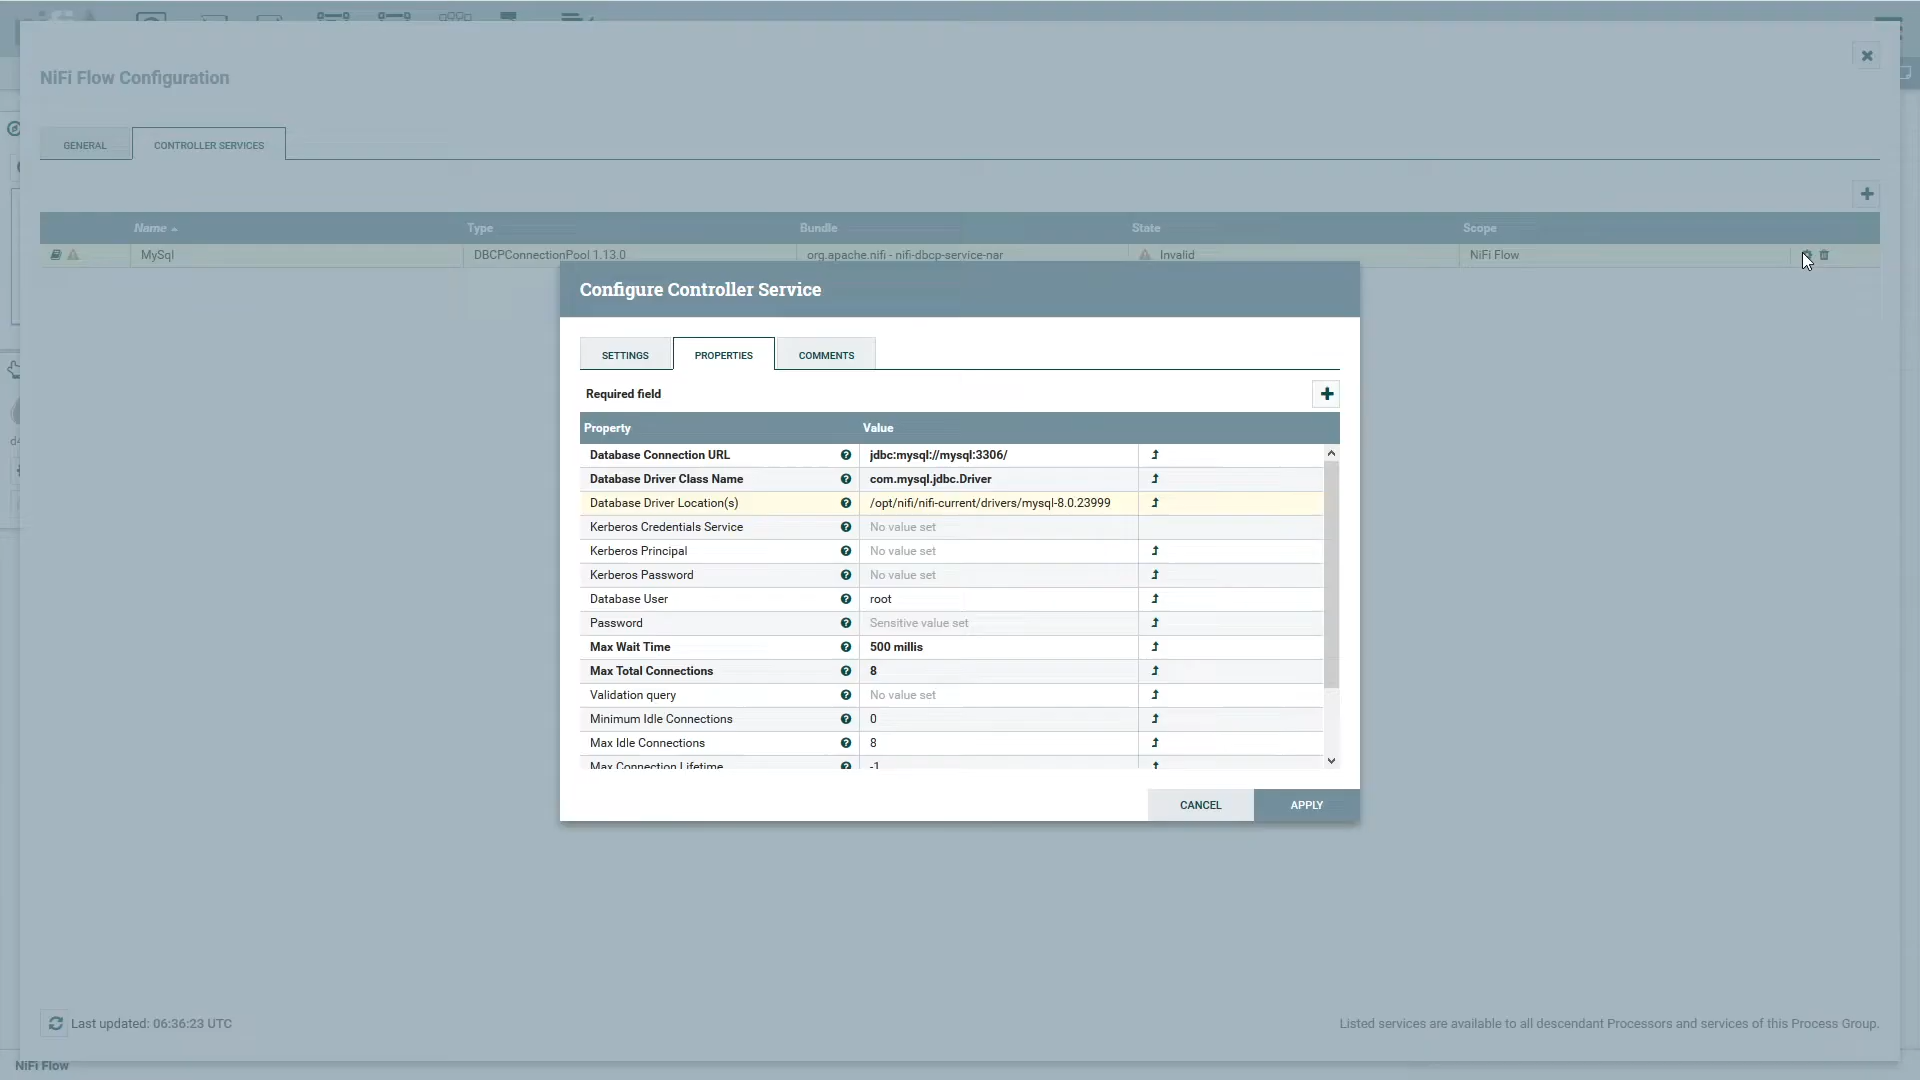 NiFi Flow Configuration
GENERAL
CONTROLLER SERVICES
Name
Type
Bundle
State
Scope
MySql
DBCPConnectionPool 1.13.0
org.apache.nifi - nifi-dbcp-service-nar
Invalid
NiFi Flow
Configure Controller Service
SETTINGS
PROPERTIES
COMMENTS
Required field
Property
Value
Database Connection URL
jdbc:mysql://mysql:3306/
Database Driver Class Name
com.mysql.jdbc.Driver
Database Driver Location(s)
/opt/nifi/nifi-current/drivers/mysql-8.0.23999
Kerberos Credentials Service
No value set
Kerberos Principal
No value set
Kerberos Password
No value set
Database User
root
Password
Sensitive value set
Max Wait Time
500 millis
Max Total Connections
8
Validation query
No value set
Minimum Idle Connections
0
Max Idle Connections
8
Max Connection Lifetime
-1
CANCEL
APPLY
Last updated: 06:36:23 UTC
Listed services are available to all descendant Processors and services of this Process Group.
NiFi Flow